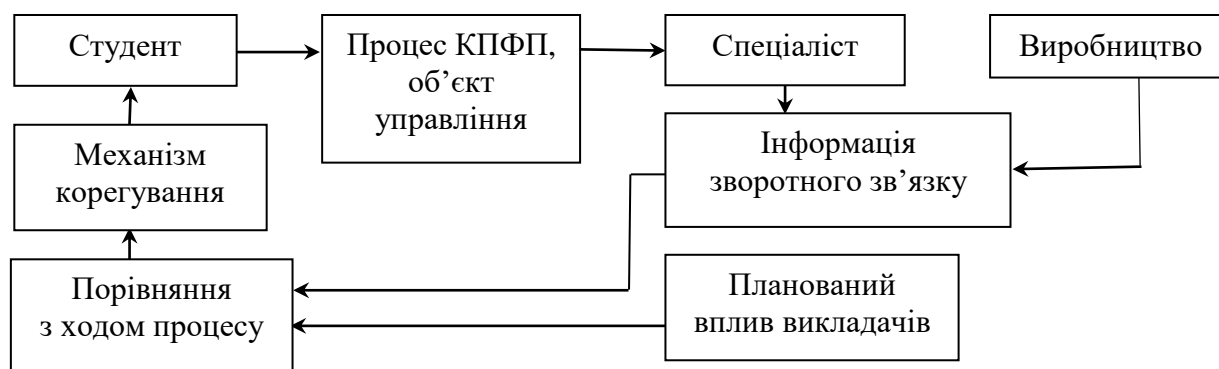 Студент
Процес КПФП,
об’єкт
управління
Спеціаліст
Виробництво
Механізм
корегування
Інформація
зворотного зв’язку
Порівняння
з ходом процесу
Планований
вплив викладачів